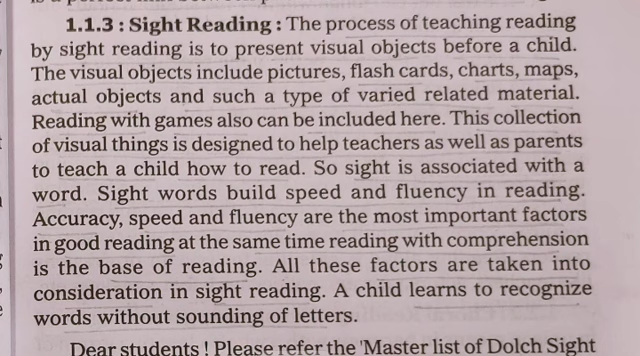 1.1.3 : Sight Reading : The process of teaching reading
by sight reading is to present visual objects before a child.
The visual objects include pictures, flash cards, charts, maps,
actual objects and such a type of varied related material.
Reading with games also can be included here. This collection
of visual things is designed to help teachers as well as parents
to teach a child how to read. So sight is associated with a
word. Sight words build speed and fluency in reading.
Accuracy, speed and fluency are the most important factors
in good reading at the same time reading with comprehension
is the base of reading. All these factors are taken into
consideration in sight reading. A child learns to recognize
words without sounding of letters.
Dear students ! Please refer the 'Master list of Dolch Sight